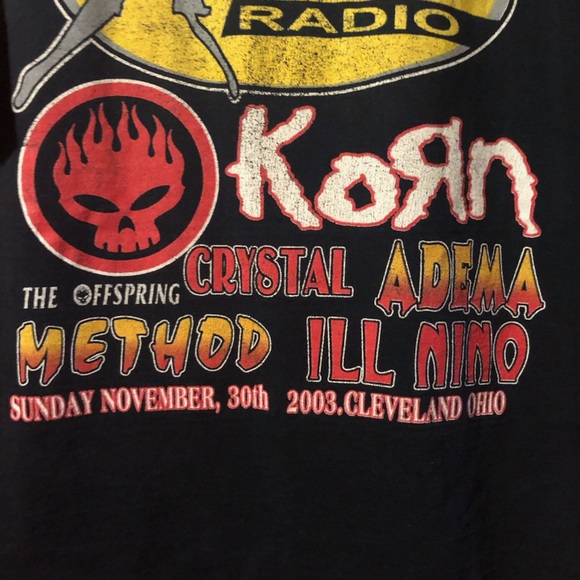 RADIO
KoRn
THE OFFSPRING
CRYSTAL ADEMA
METHOD ILL NINO
SUNDAY NOVEMBER, 30th 2003.CLEVELAND OHIO